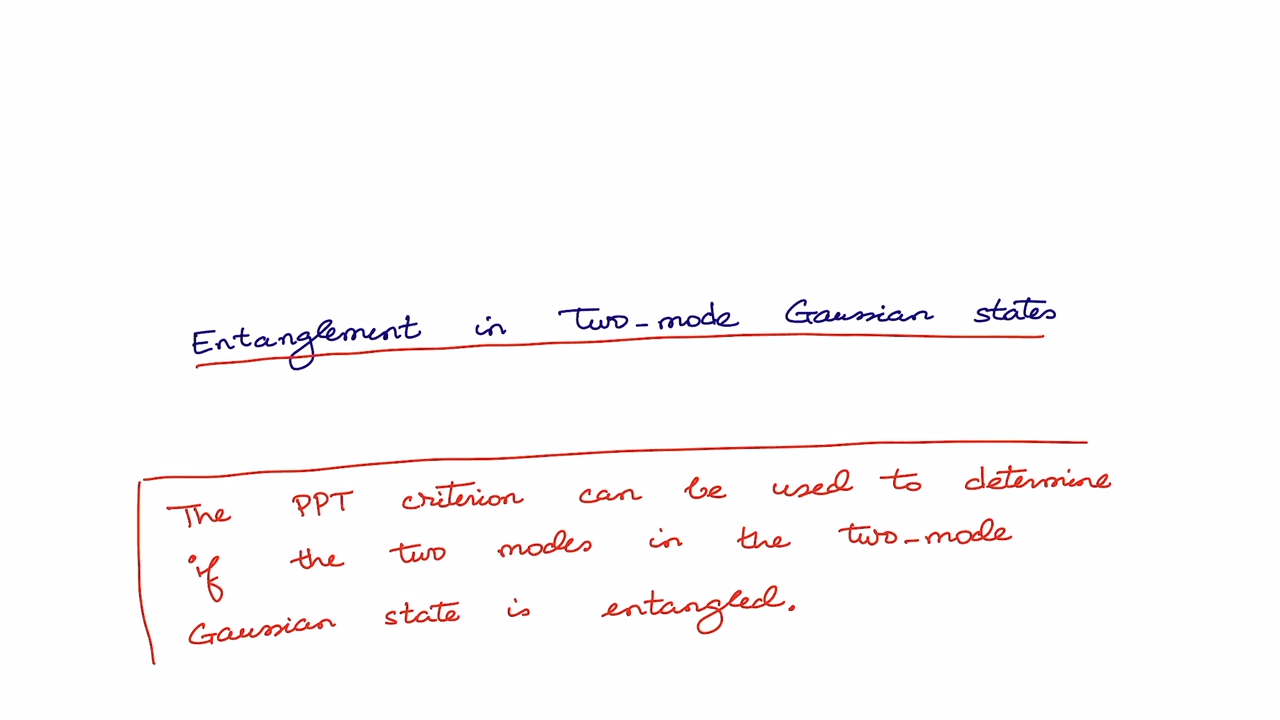 Entanglement in Two-mode Gaussian states
The PPT criterion can be used to determine
if the two modes in the two-mode
Gaussian state is entangled.